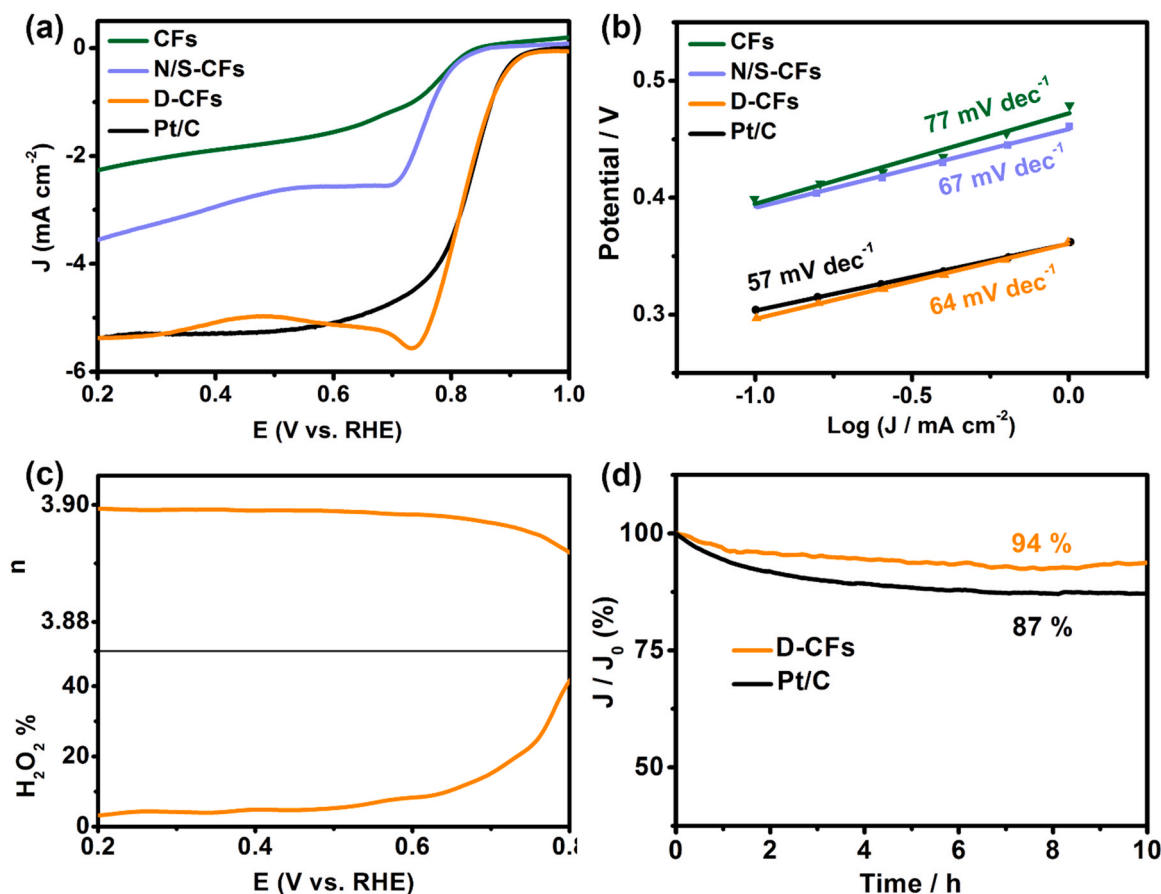 (a)
CFs
N/S-CFs
D-CFs
Pt/C
0
-2
-4
-6
J (mA cm⁻²)
0.2
0.4
0.6
0.8
1.0
E (V vs. RHE)
(b)
CFs
N/S-CFs
D-CFs
Pt/C
77 mV dec⁻¹
67 mV dec⁻¹
57 mV dec⁻¹
64 mV dec⁻¹
0.5
0.4
0.3
Potential / V
-1.0
-0.5
0.0
Log (J / mA cm⁻²)
(c)
3.90
3.88
n
40
20
0
H₂O₂ %
0.2
0.4
0.6
0.8
E (V vs. RHE)
(d)
100
75
50
J / J₀ (%)
94 %
87 %
D-CFs
Pt/C
0
2
4
6
8
10
Time / h